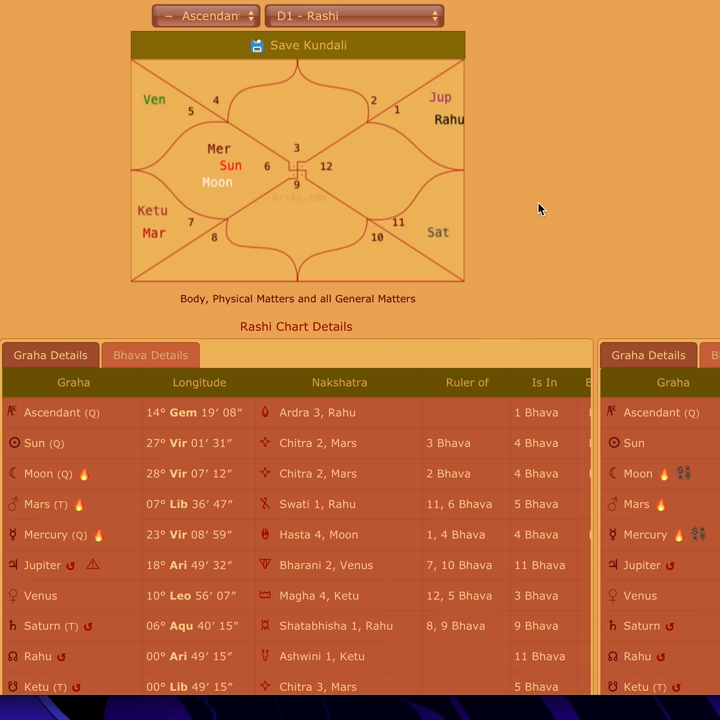 — Ascendan D1 - Rashi
Save Kundali
Ven 5 4 2 1 Jup
Rahu
Mer 3
Sun 6 12
Moon 9
Drikp.com
Ketu 7 11 Sat
Mar 8 10
Body, Physical Matters and all General Matters
Rashi Chart Details
Graha Details Bhava Details Graha Details
Graha Longitude Nakshatra Ruler of Is In Graha
Ascendant (Q) 14° Gem 19′ 08″ Ardra 3, Rahu 1 Bhava Ascendant (Q)
Sun (Q) 27° Vir 01′ 31″ Chitra 2, Mars 3 Bhava 4 Bhava Sun
Moon (Q) 28° Vir 07′ 12″ Chitra 2, Mars 2 Bhava 4 Bhava Moon
Mars (T) 07° Lib 36′ 47″ Swati 1, Rahu 11, 6 Bhava 5 Bhava Mars
Mercury (Q) 23° Vir 08′ 59″ Hasta 4, Moon 1, 4 Bhava 4 Bhava Mercury
Jupiter 18° Ari 49′ 32″ Bharani 2, Venus 7, 10 Bhava 11 Bhava Jupiter
Venus 10° Leo 56′ 07″ Magha 4, Ketu 12, 5 Bhava 3 Bhava Venus
Saturn (T) 06° Aqu 40′ 15″ Shatabhisha 1, Rahu 8, 9 Bhava 9 Bhava Saturn
Rahu 00° Ari 49′ 15″ Ashwini 1, Ketu 11 Bhava Rahu
Ketu (T) 00° Lib 49′ 15″ Chitra 3, Mars 5 Bhava Ketu (T)